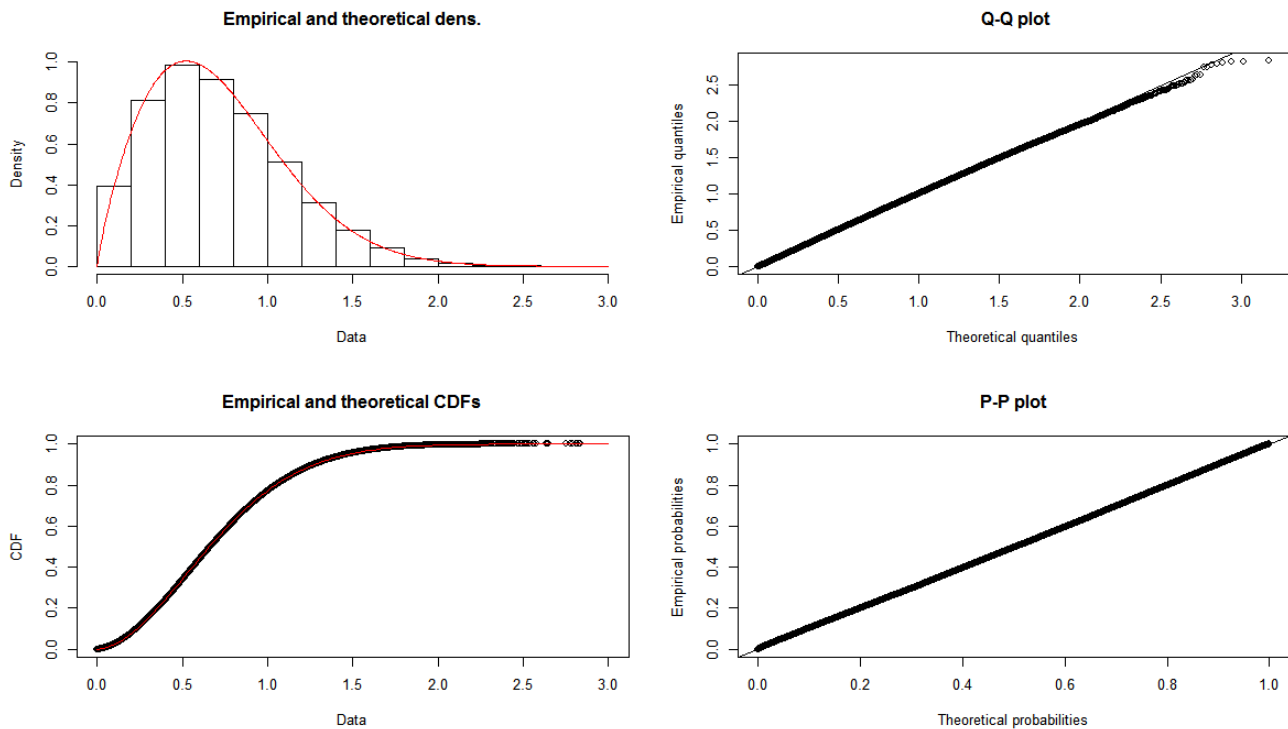 Empirical and theoretical dens.
Density
0.0 0.2 0.4 0.6 0.8 1.0
0.0 0.5 1.0 1.5 2.0 2.5 3.0
Data
Q-Q plot
Empirical quantiles
0.0 0.5 1.0 1.5 2.0 2.5
0.0 0.5 1.0 1.5 2.0 2.5 3.0
Theoretical quantiles
Empirical and theoretical CDFs
CDF
0.0 0.2 0.4 0.6 0.8 1.0
0.0 0.5 1.0 1.5 2.0 2.5 3.0
Data
P-P plot
Empirical probabilities
0.0 0.2 0.4 0.6 0.8 1.0
0.0 0.2 0.4 0.6 0.8 1.0
Theoretical probabilities